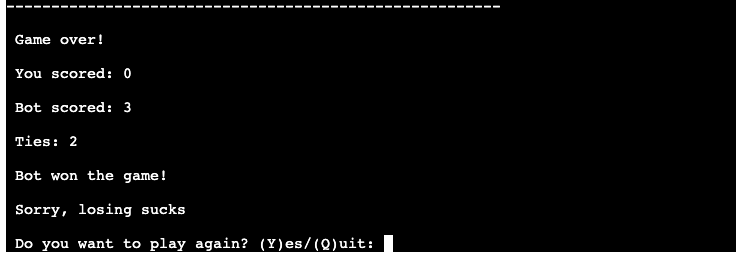 -------------------------------------------------------
Game over!
You scored: 0
Bot scored: 3
Ties: 2
Bot won the game!
Sorry, losing sucks
Do you want to play again? (Y)es/(Q)uit: